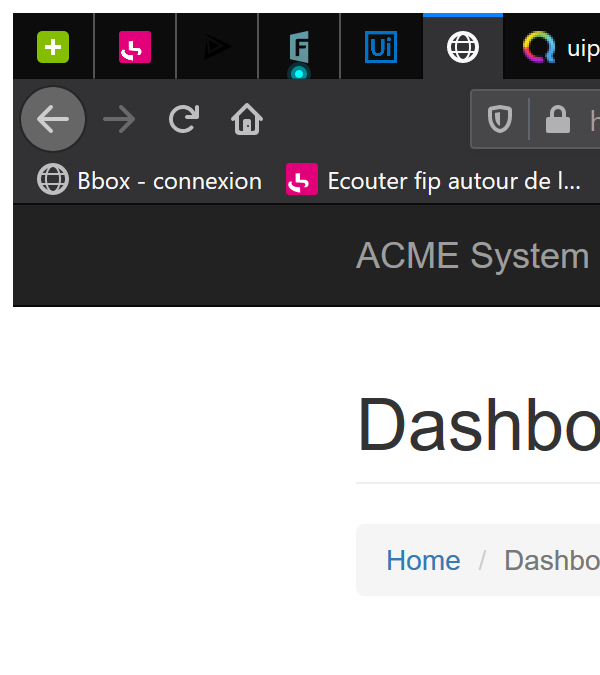 F Ui uip
h
Bbox - connexion Ecouter fip autour de l...
ACME System
Dashbo
Home / Dashbo